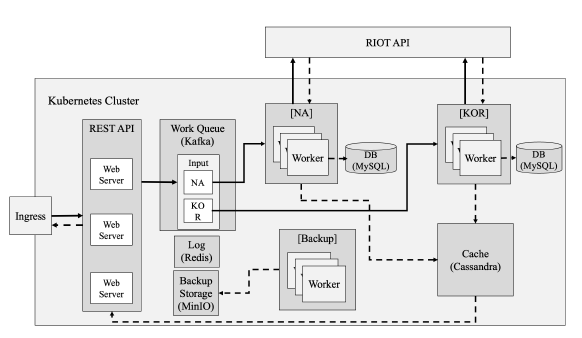 RIOT API
Kubernetes Cluster
REST API
Web
Server
Web
Server
Web
Server
Ingress
Work Queue
(Kafka)
Input
NA
KO
R
Log
(Redis)
Backup
Storage
(MinIO)
[NA]
Worker
DB
(MySQL)
[KOR]
Worker
DB
(MySQL)
[Backup]
Worker
Cache
(Cassandra)